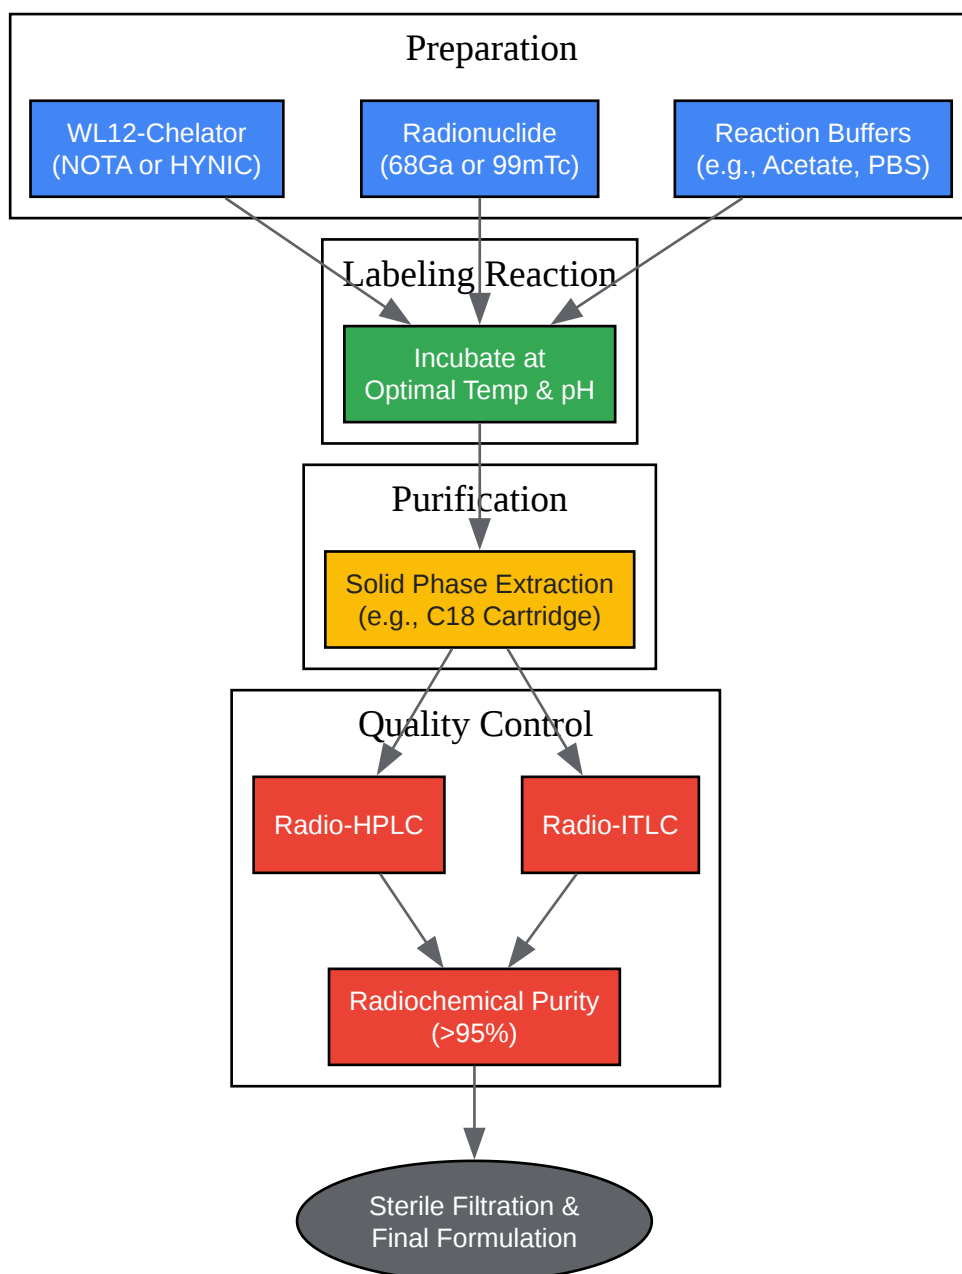 Preparation
WL12-Chelator
(NOTA or HYNIC)
Radionuclide
(68Ga or 99mTc)
Reaction Buffers
(e.g., Acetate, PBS)
Labeling Reaction
Incubate at
Optimal Temp & pH
Purification
Solid Phase Extraction
(e.g., C18 Cartridge)
Quality Control
Radio-HPLC
Radio-ITLC
Radiochemical Purity
(>95%)
Sterile Filtration &
Final Formulation